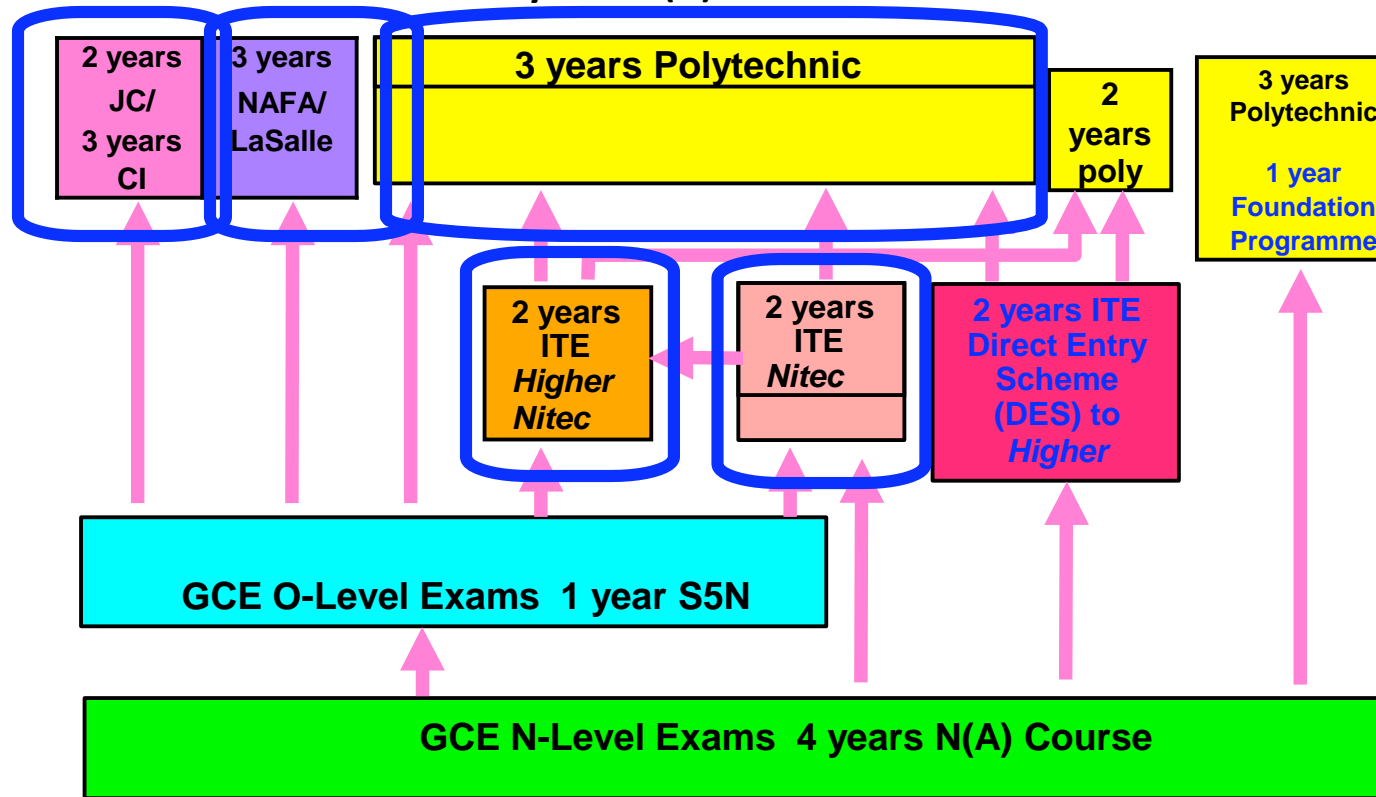 2 years
JC/
3 years
CI
3 years
NAFA/
LaSalle
3 years Polytechnic
2
years
poly
3 years
Polytechnic
1 year
Foundation
Programme
2 years
ITE
Higher
Nitec
2 years
ITE
Nitec
2 years ITE
Direct Entry
Scheme
(DES) to
Higher
GCE O-Level Exams 1 year S5N
GCE N-Level Exams 4 years N(A) Course